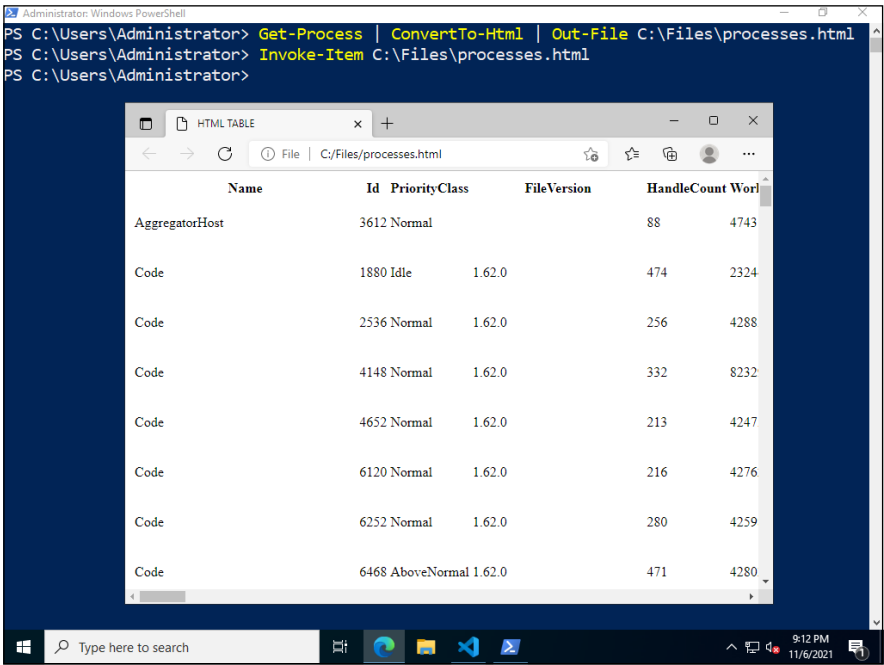 Administrator: Windows PowerShell
PS C:\Users\Administrator> Get-Process | ConvertTo-Html | Out-File C:\Files\processes.html
PS C:\Users\Administrator> Invoke-Item C:\Files\processes.html
PS C:\Users\Administrator>
HTML TABLE
File | C:/Files/processes.html
Name Id PriorityClass FileVersion HandleCount Work
AggregatorHost 3612 Normal 88 4743
Code 1880 Idle 1.62.0 474 2324
Code 2536 Normal 1.62.0 256 4288
Code 4148 Normal 1.62.0 332 8232
Code 4652 Normal 1.62.0 213 4247
Code 6120 Normal 1.62.0 216 4276
Code 6252 Normal 1.62.0 280 4259
Code 6468 AboveNormal 1.62.0 471 4280
Type here to search
9:12 PM
11/6/2021
1